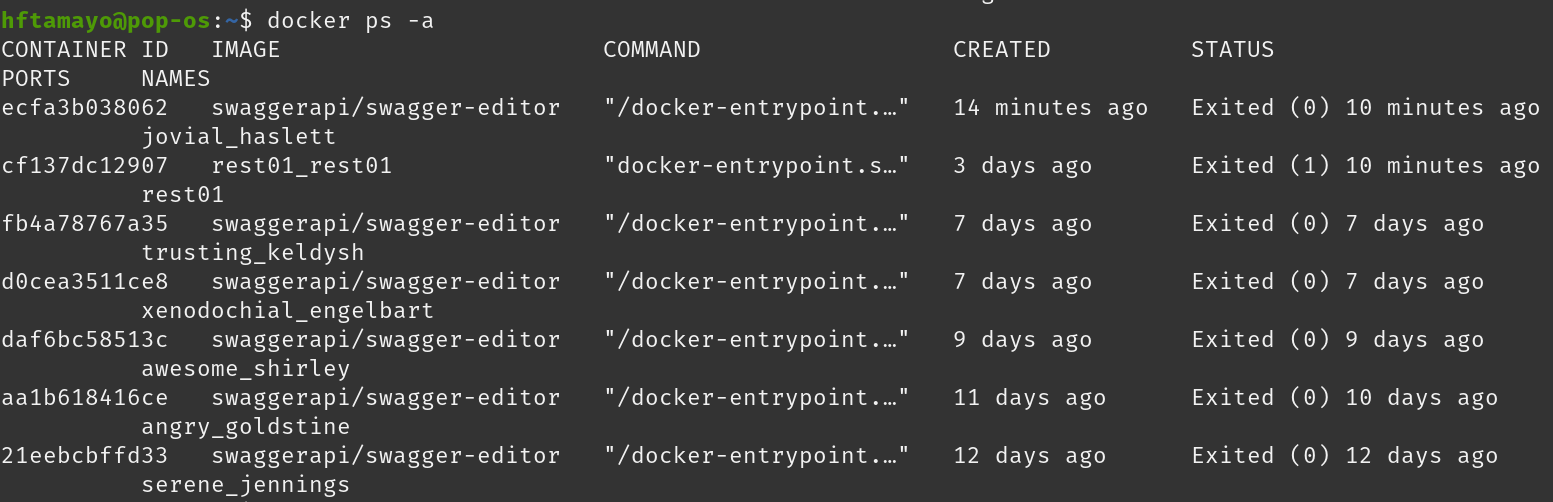 hftamayo@pop-os:~$ docker ps -a
CONTAINER ID   IMAGE                       COMMAND                  CREATED          STATUS
PORTS     NAMES
ecfa3b038062   swaggerapi/swagger-editor   "/docker-entrypoint.…"   14 minutes ago   Exited (0) 10 minutes ago
          jovial_haslett
cf137dc12907   rest01_rest01               "docker-entrypoint.s…"   3 days ago       Exited (1) 10 minutes ago
          rest01
fb4a78767a35   swaggerapi/swagger-editor   "/docker-entrypoint.…"   7 days ago       Exited (0) 7 days ago
          trusting_keldysh
d0cea3511ce8   swaggerapi/swagger-editor   "/docker-entrypoint.…"   7 days ago       Exited (0) 7 days ago
          xenodochial_engelbart
daf6bc58513c   swaggerapi/swagger-editor   "/docker-entrypoint.…"   9 days ago       Exited (0) 9 days ago
          awesome_shirley
aa1b618416ce   swaggerapi/swagger-editor   "/docker-entrypoint.…"   11 days ago      Exited (0) 10 days ago
          angry_goldstine
21eebcbffd33   swaggerapi/swagger-editor   "/docker-entrypoint.…"   12 days ago      Exited (0) 12 days ago
          serene_jennings